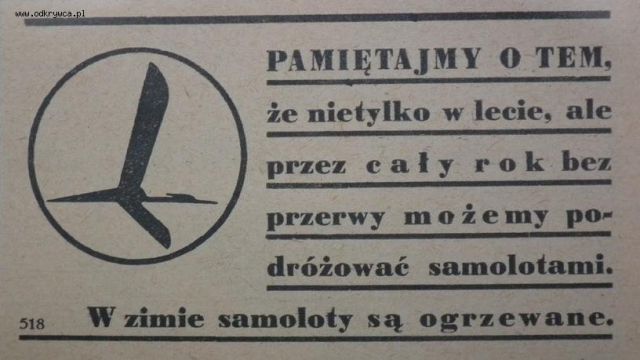 www.odkrywca.pl
PAMIĘTAJMY O TEM,
że nietylko w lecie, ale
przez cały rok bez
przerwy możemy po-
dróżować samolotami.
518 W zimie samoloty są ogrzewane.